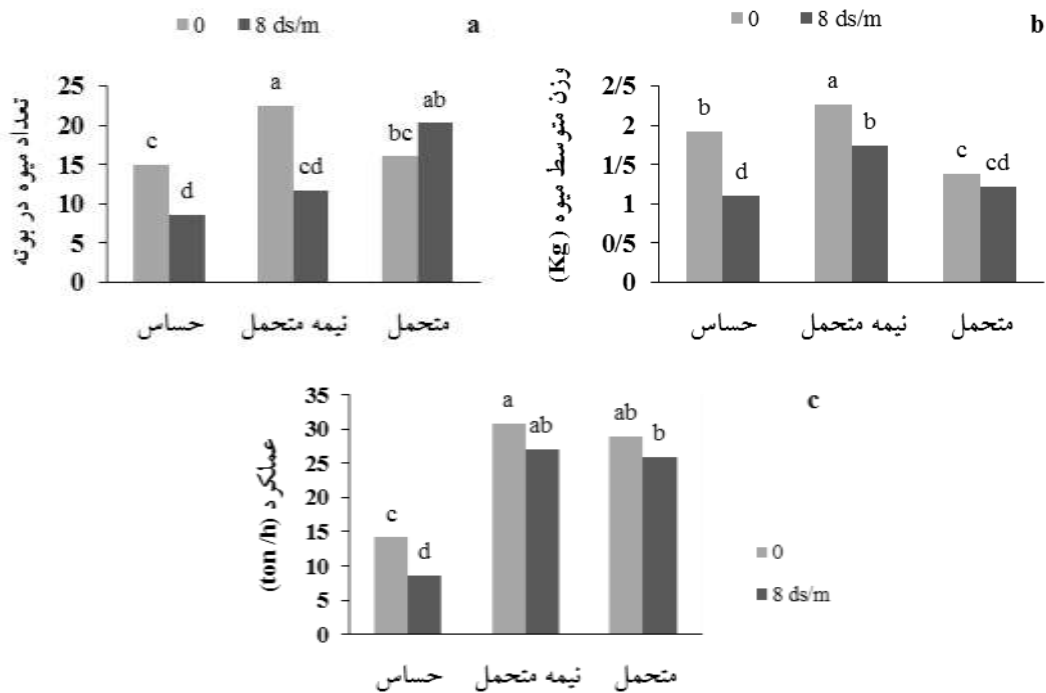 0 8 ds/m
a
تعداد میوه در بوته
25
20
15
10
5
0
c
d
a
cd
bc
ab
حساس
نیمه متحمل
متحمل
0 8 ds/m
b
وزن متوسط میوه (Kg)
2/5
2
1/5
1
0/5
0
b
d
a
b
c
cd
حساس
نیمه متحمل
متحمل
c
عملکرد (ton /h)
35
30
25
20
15
10
5
0
c
d
a
ab
ab
b
حساس
نیمه متحمل
متحمل
0
8 ds/m